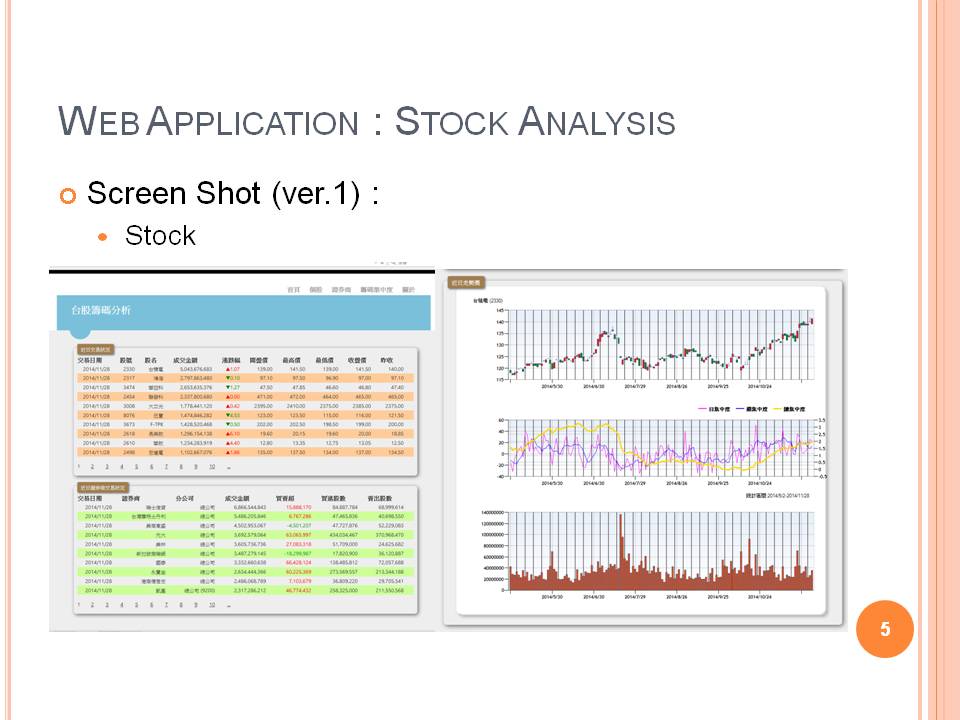 WEB APPLICATION : STOCK ANALYSIS
Screen Shot (ver.1) :
Stock
首頁 個股 證券商 籌碼集中度 關於
台股籌碼分析
近日交易狀況
交易日期 股號 股名 成交金額 漲跌幅 開盤價 最高價 最低價 收盤價 昨收
2014/11/28 2330 台積電 5,043,676,683 ▲1.07 139.00 141.50 139.00 141.50 140.00
2014/11/28 2317 鴻海 2,797,863,480 ▼0.10 97.10 97.50 96.90 97.00 97.10
2014/11/28 3474 華亞科 2,653,635,376 ▼1.27 47.50 47.85 46.60 46.80 47.40
2014/11/28 2454 聯發科 2,337,800,680 ▲0.00 471.00 472.00 464.00 465.00 465.00
2014/11/28 3008 大立光 1,778,441,120 ▲0.42 2395.00 2410.00 2375.00 2385.00 2375.00
2014/11/28 8076 伍豐 1,474,846,282 123.00 123.50 115.00 116.00 121.50
2014/11/28 3673 F-TPK 1,428,520,468 ▼0.50 202.00 202.50 198.50 199.00 200.00
2014/11/28 2618 長榮航 1,296,154,138 19.60 20.15 19.60 20.00 18.85
2014/11/28 2610 華航 1,234,283,919 ▲4.40 12.80 13.35 12.75 13.05 12.50
2014/11/28 2498 宏達電 1,102,667,076 135.00 137.50 134.00 137.00 134.50
1 2 3 4 5 6 7 8 9 10 ...
交易日期 證券商 分公司 成交金額 買賣超 買進股數 賣出股數
2014/11/28 瑞士信貸 總公司 6,866,544,843 15,888,170 84,887,784 68,999,614
2014/11/28 台灣摩根士丹利 總公司 5,486,205,846 6,767,286 47,465,836 40,698,550
2014/11/28 美商高盛 總公司 4,502,953,067 -4,501,207 47,727,876 52,229,083
2014/11/28 元大 總公司 3,692,579,064 63,065,997 434,034,467 370,968,470
2014/11/28 美林 總公司 3,605,736,736 27,083,318 51,709,000 24,625,682
2014/11/28 新加坡商瑞銀 總公司 3,487,279,145 -18,299,987 17,820,900 36,120,887
2014/11/28 國泰 總公司 3,352,660,638 66,428,124 138,485,812 72,057,688
2014/11/28 永豐金 總公司 2,634,444,366 60,225,369 273,569,557 213,344,188
2014/11/28 港商德意志 總公司 2,486,068,789 7,103,679 36,809,220 29,705,541
2014/11/28 凱基 總公司 (9200) 2,317,286,212 46,774,432 258,325,000 211,550,568
1 2 3 4 5 6 7 8 9 10 ...
近日走勢圖
台積電 (2330)
145
140
135
130
125
120
115
2014/5/30 2014/6/30 2014/7/29 2014/8/26 2014/9/25 2014/10/24
日集中度 週集中度
60 3.5
40 2.5
20 2
1.5
0 1
-20 0.5
0
-40 -0.5
2014/5/30 2014/6/30 2014/7/29 2014/8/26 2014/9/25 2014/10/24
統計區間 2014/5/2-2014/11/28
140000000
120000000
100000000
80000000
60000000
40000000
20000000
0
2014/5/30 2014/6/30 2014/7/29 2014/8/26 2014/9/25 2014/10/24
5